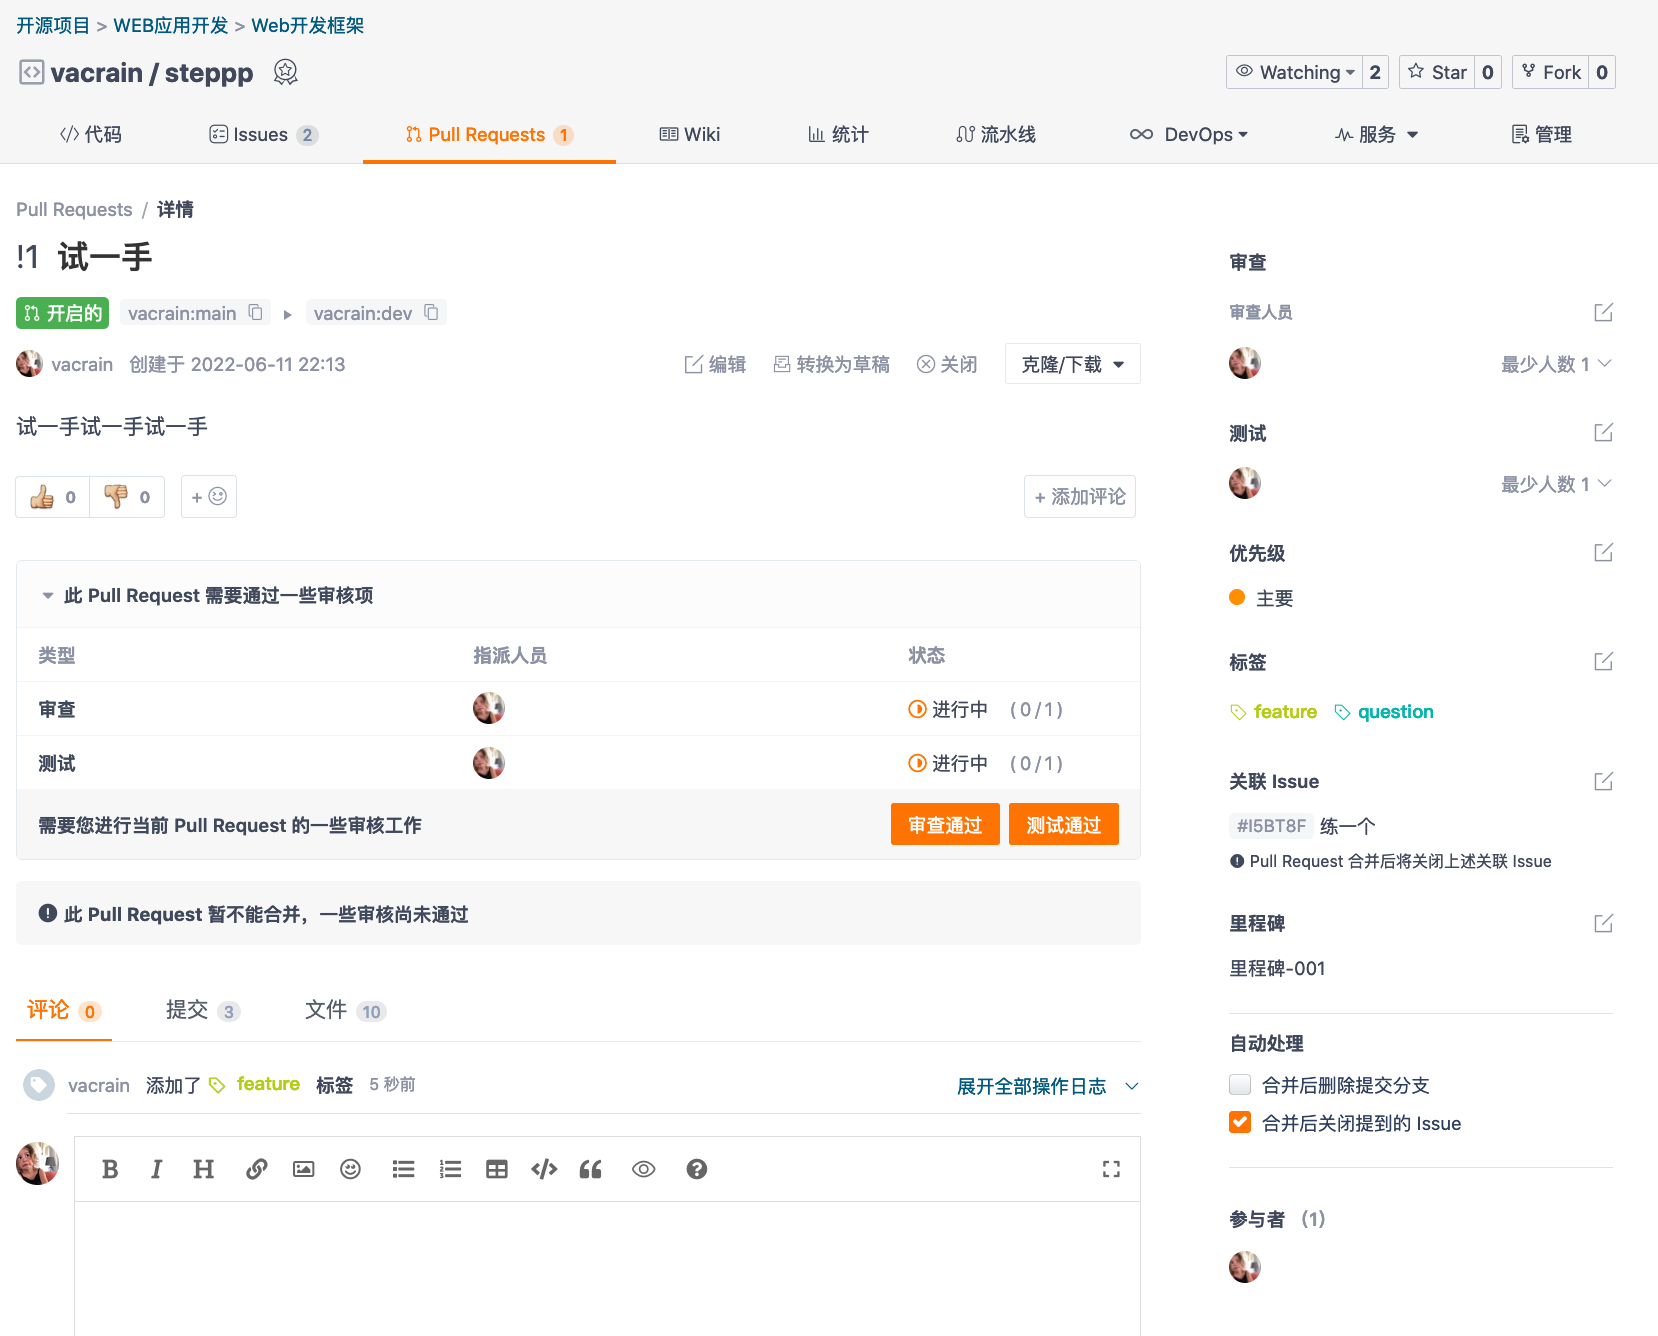 开源项目 > WEB应用开发 > Web开发框架
vacrain / steppp
Watching 2 Star 0 Fork 0
代码 Issues 2 Pull Requests 1 Wiki 统计 流水线 DevOps 服务 管理
Pull Requests / 详情
!1 试一手
开启的 vacrain:main vacrain:dev
vacrain 创建于 2022-06-11 22:13 编辑 转换为草稿 关闭 克隆/下载
试一手试一手试一手
0 0 + + 添加评论
此 Pull Request 需要通过一些审核项
类型 指派人员 状态
审查 进行中 (0/1)
测试 进行中 (0/1)
需要您进行当前 Pull Request 的一些审核工作 审查通过 测试通过
此 Pull Request 暂不能合并，一些审核尚未通过
评论 0 提交 3 文件 10
vacrain 添加了 feature 标签 5 秒前 展开全部操作日志
B I H
审查
审查人员
最少人数 1
测试
最少人数 1
优先级
主要
标签
feature question
关联 Issue
#I5BT8F 练一个
Pull Request 合并后将关闭上述关联 Issue
里程碑
里程碑-001
自动处理
合并后删除提交分支
合并后关闭提到的 Issue
参与者 (1)